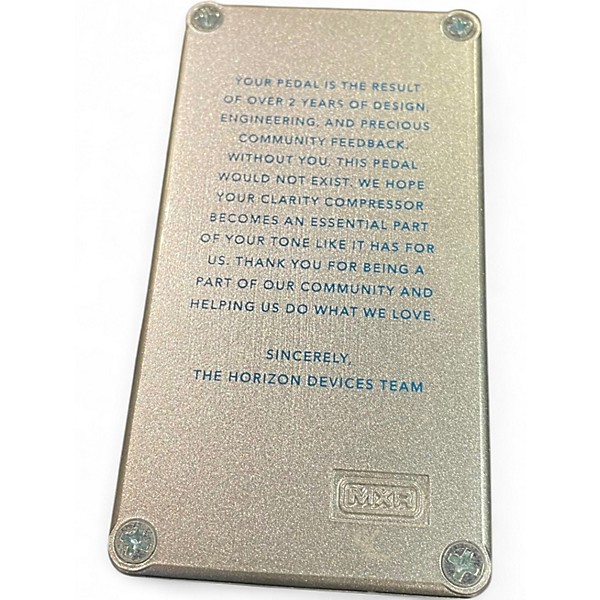 YOUR PEDAL IS THE RESULT
OF OVER 2 YEARS OF DESIGN,
ENGINEERING, AND PRECIOUS
COMMUNITY FEEDBACK.
WITHOUT YOU, THIS PEDAL
WOULD NOT EXIST. WE HOPE
YOUR CLARITY COMPRESSOR
BECOMES AN ESSENTIAL PART
OF YOUR TONE LIKE IT HAS FOR
US. THANK YOU FOR BEING A
PART OF OUR COMMUNITY AND
HELPING US DO WHAT WE LOVE.
SINCERELY,
THE HORIZON DEVICES TEAM
MXR